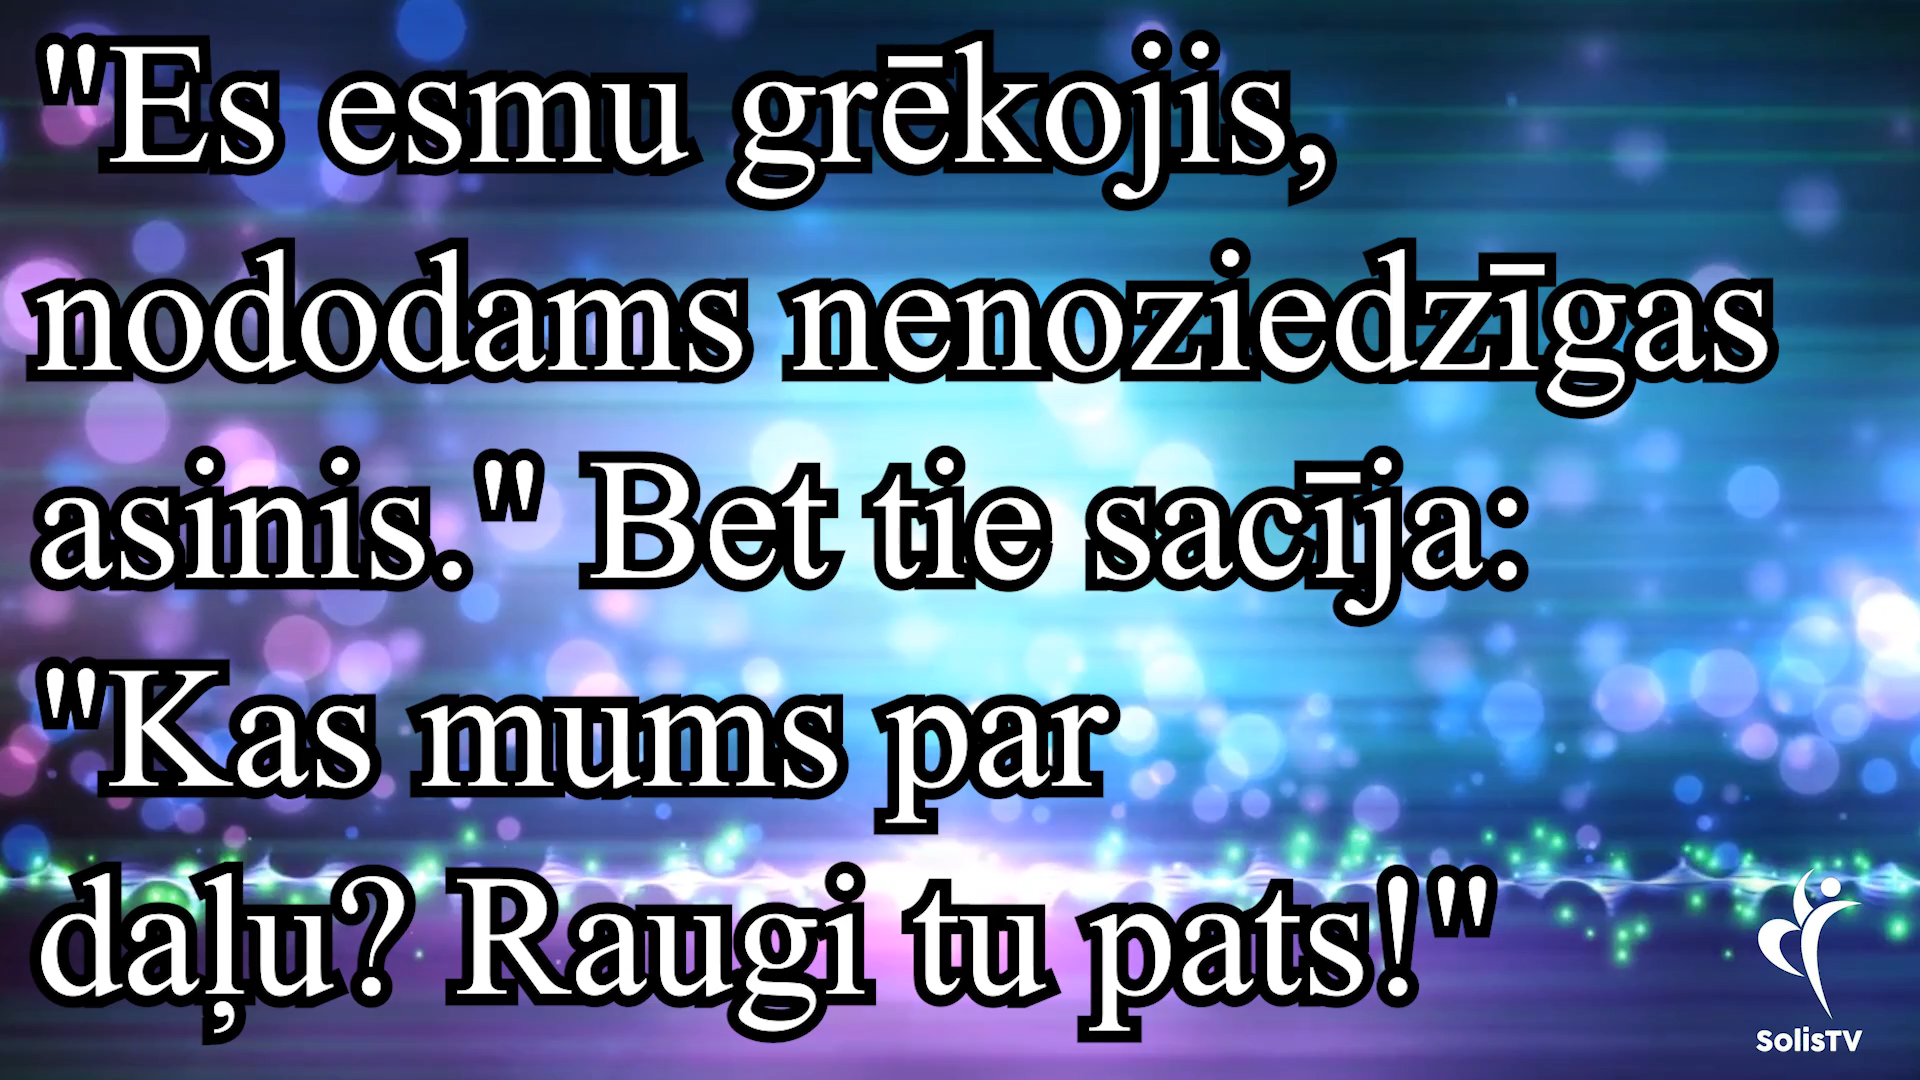 "Es esmu grēkojis,
nododams nenoziedzīgas
asinis." Bet tie sacīja:
"Kas mums par
daļu? Raugi tu pats!"
SolisTV